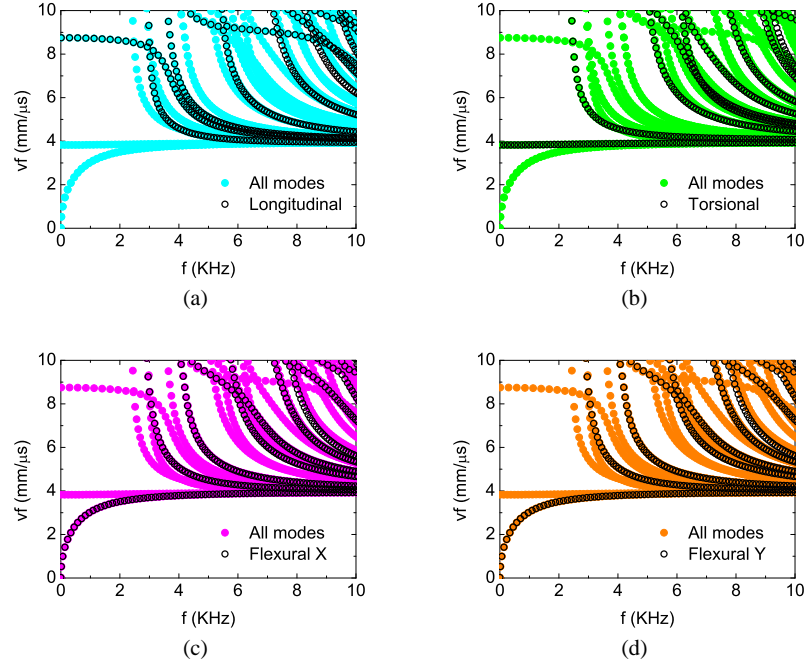 10
8
6
4
2
0
vf (mm/μs)
All modes
Longitudinal
0 2 4 6 8 10
f (KHz)
(a)
10
8
6
4
2
0
vf (mm/μs)
All modes
Torsional
0 2 4 6 8 10
f (KHz)
(b)
10
8
6
4
2
0
vf (mm/μs)
All modes
Flexural X
0 2 4 6 8 10
f (KHz)
(c)
10
8
6
4
2
0
vf (mm/μs)
All modes
Flexural Y
0 2 4 6 8 10
f (KHz)
(d)